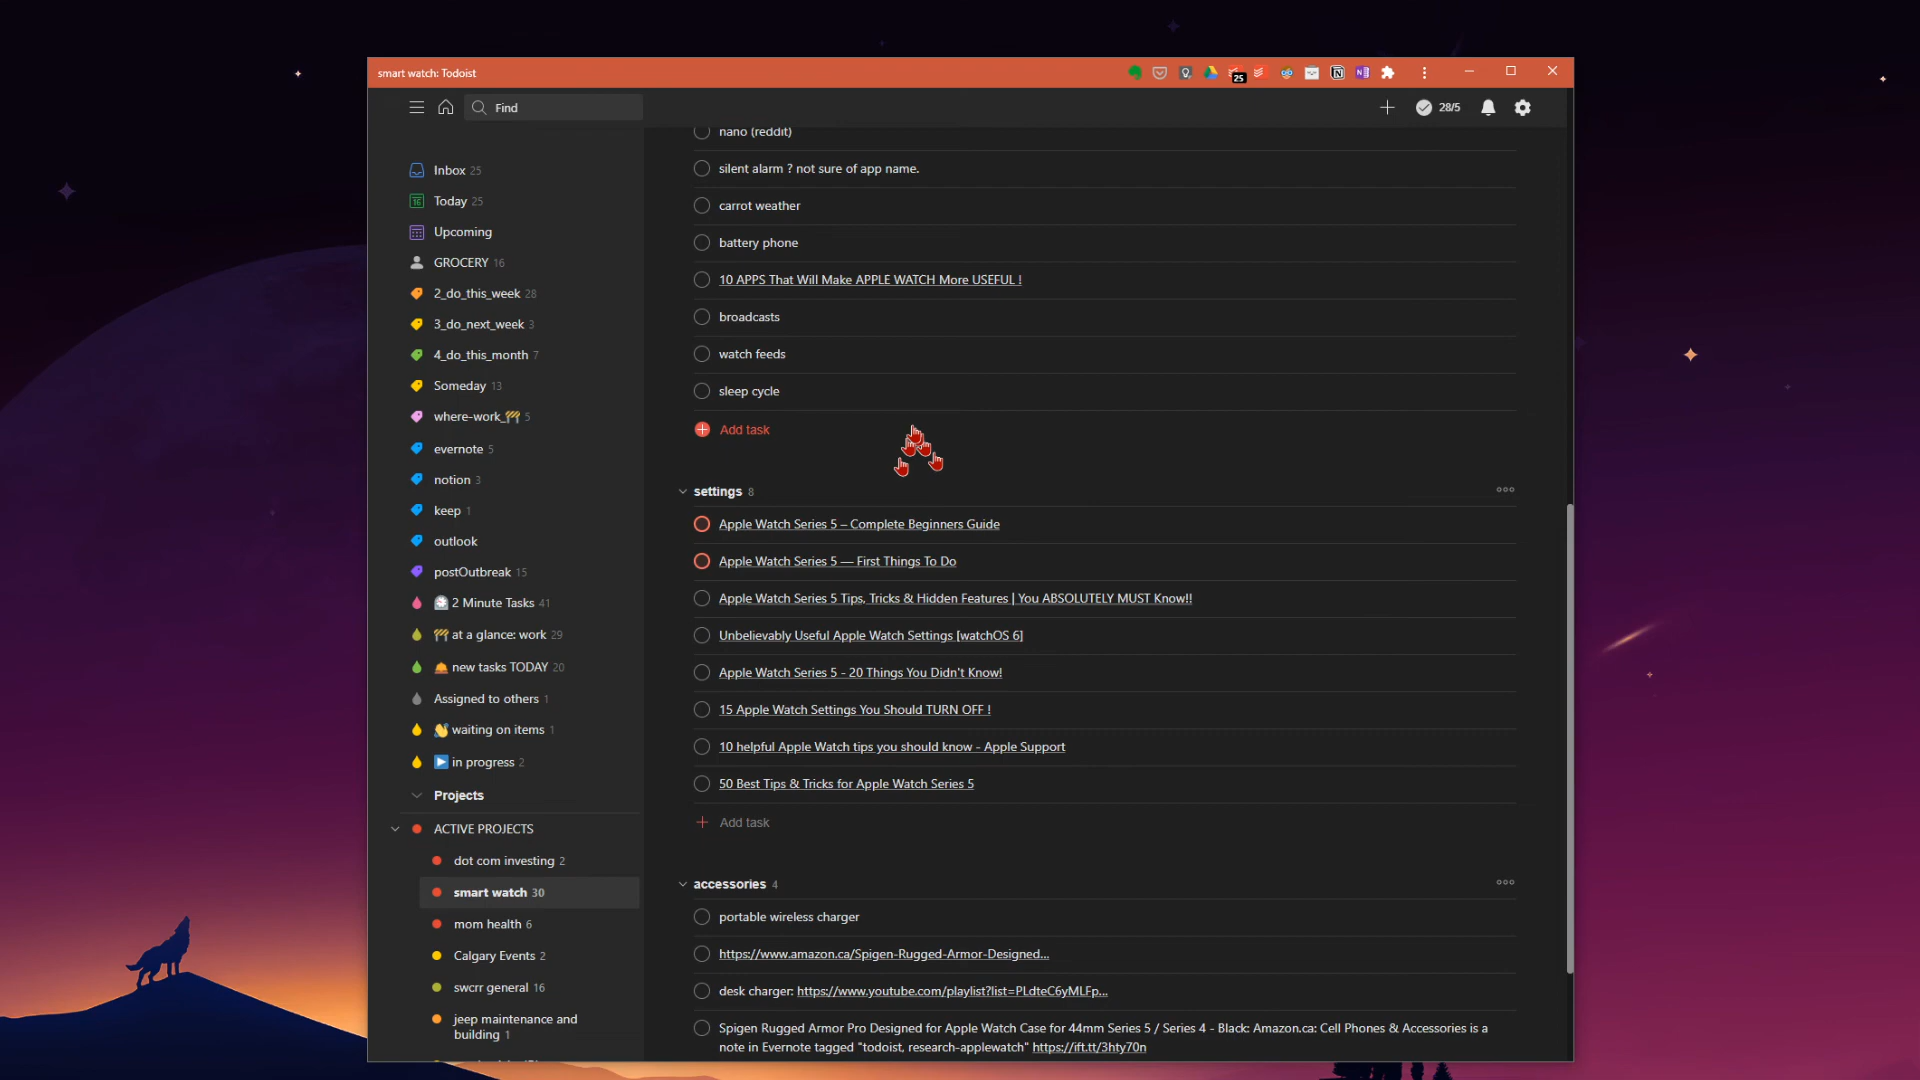 smart watch: Todoist
25
Find
28/5
Inbox 25
16
Today 25
Upcoming
GROCERY 16
2_do_this_week 28
3_do_next_week 3
4_do_this_month 7
Someday 13
where-work_🚧 5
evernote 5
notion 3
keep 1
outlook
postOutbreak 15
2 Minute Tasks 41
at a glance: work 29
new tasks TODAY 20
Assigned to others 1
waiting on items 1
in progress 2
Projects
ACTIVE PROJECTS
dot com investing 2
smart watch 30
mom health 6
Calgary Events 2
swcrr general 16
jeep maintenance and
building 1
nano (reddit)
silent alarm ? not sure of app name.
carrot weather
battery phone
10 APPS That Will Make APPLE WATCH More USEFUL !
broadcasts
watch feeds
sleep cycle
Add task
settings 8
Apple Watch Series 5 – Complete Beginners Guide
Apple Watch Series 5 — First Things To Do
Apple Watch Series 5 Tips, Tricks & Hidden Features | You ABSOLUTELY MUST Know!!
Unbelievably Useful Apple Watch Settings [watchOS 6]
Apple Watch Series 5 - 20 Things You Didn't Know!
15 Apple Watch Settings You Should TURN OFF !
10 helpful Apple Watch tips you should know - Apple Support
50 Best Tips & Tricks for Apple Watch Series 5
Add task
accessories 4
portable wireless charger
https://www.amazon.ca/Spigen-Rugged-Armor-Designed...
desk charger: https://www.youtube.com/playlist?list=PLdteC6yMLFp...
Spigen Rugged Armor Pro Designed for Apple Watch Case for 44mm Series 5 / Series 4 - Black: Amazon.ca: Cell Phones & Accessories is a
note in Evernote tagged "todoist, research-applewatch" https://ift.tt/3hty70n